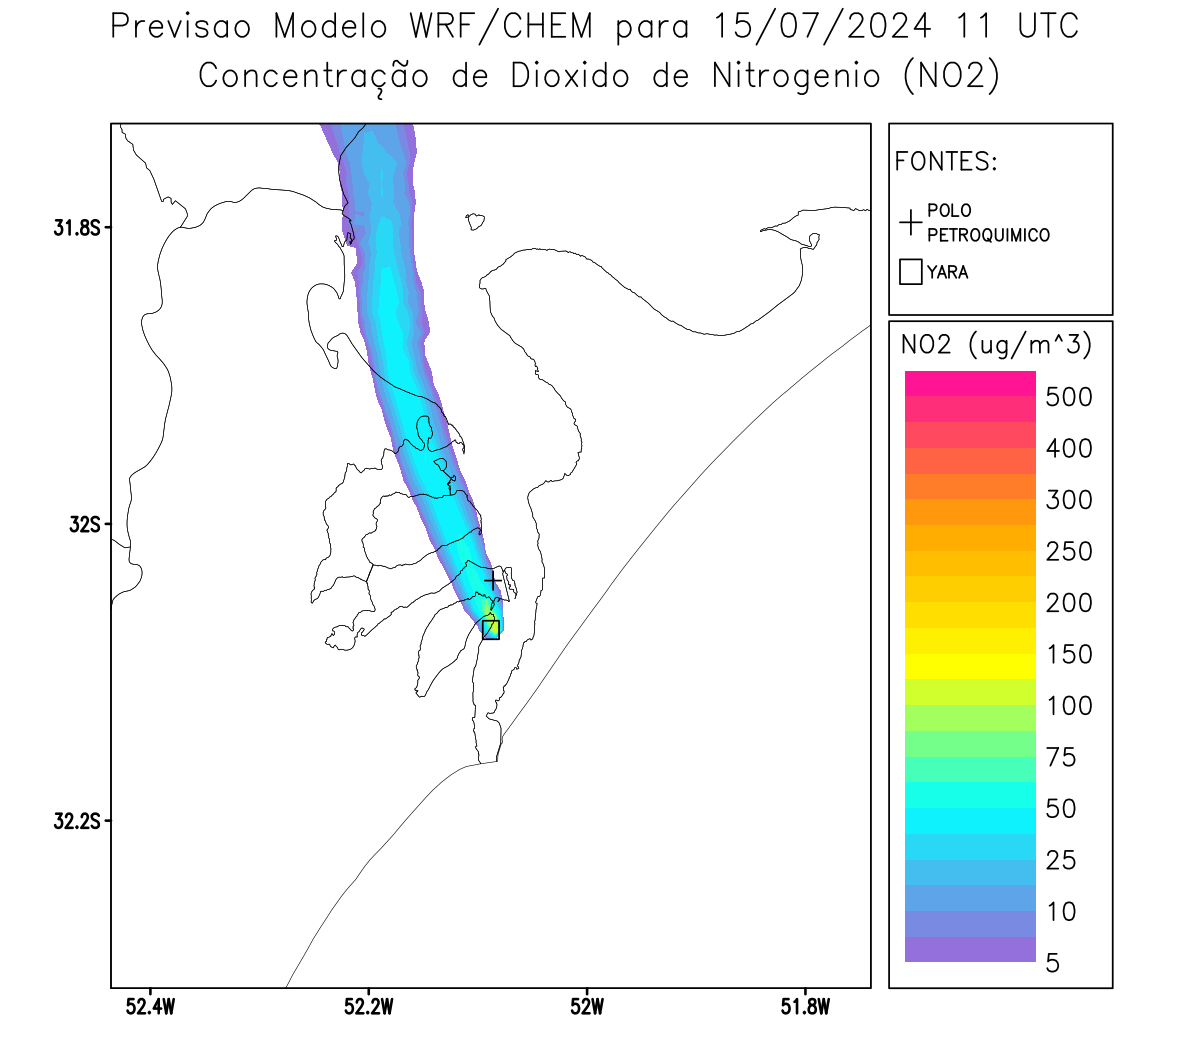 Previsao Modelo WRF/CHEM para 15/07/2024 11 UTC
Concentração de Dioxido de Nitrogenio (NO2)
FONTES:
POLO
PETROQUIMICO
YARA
NO2 (ug/m^3)
500
400
300
250
200
150
100
75
50
25
10
5
31.8S
32S
32.2S
52.4W 52.2W 52W 51.8W